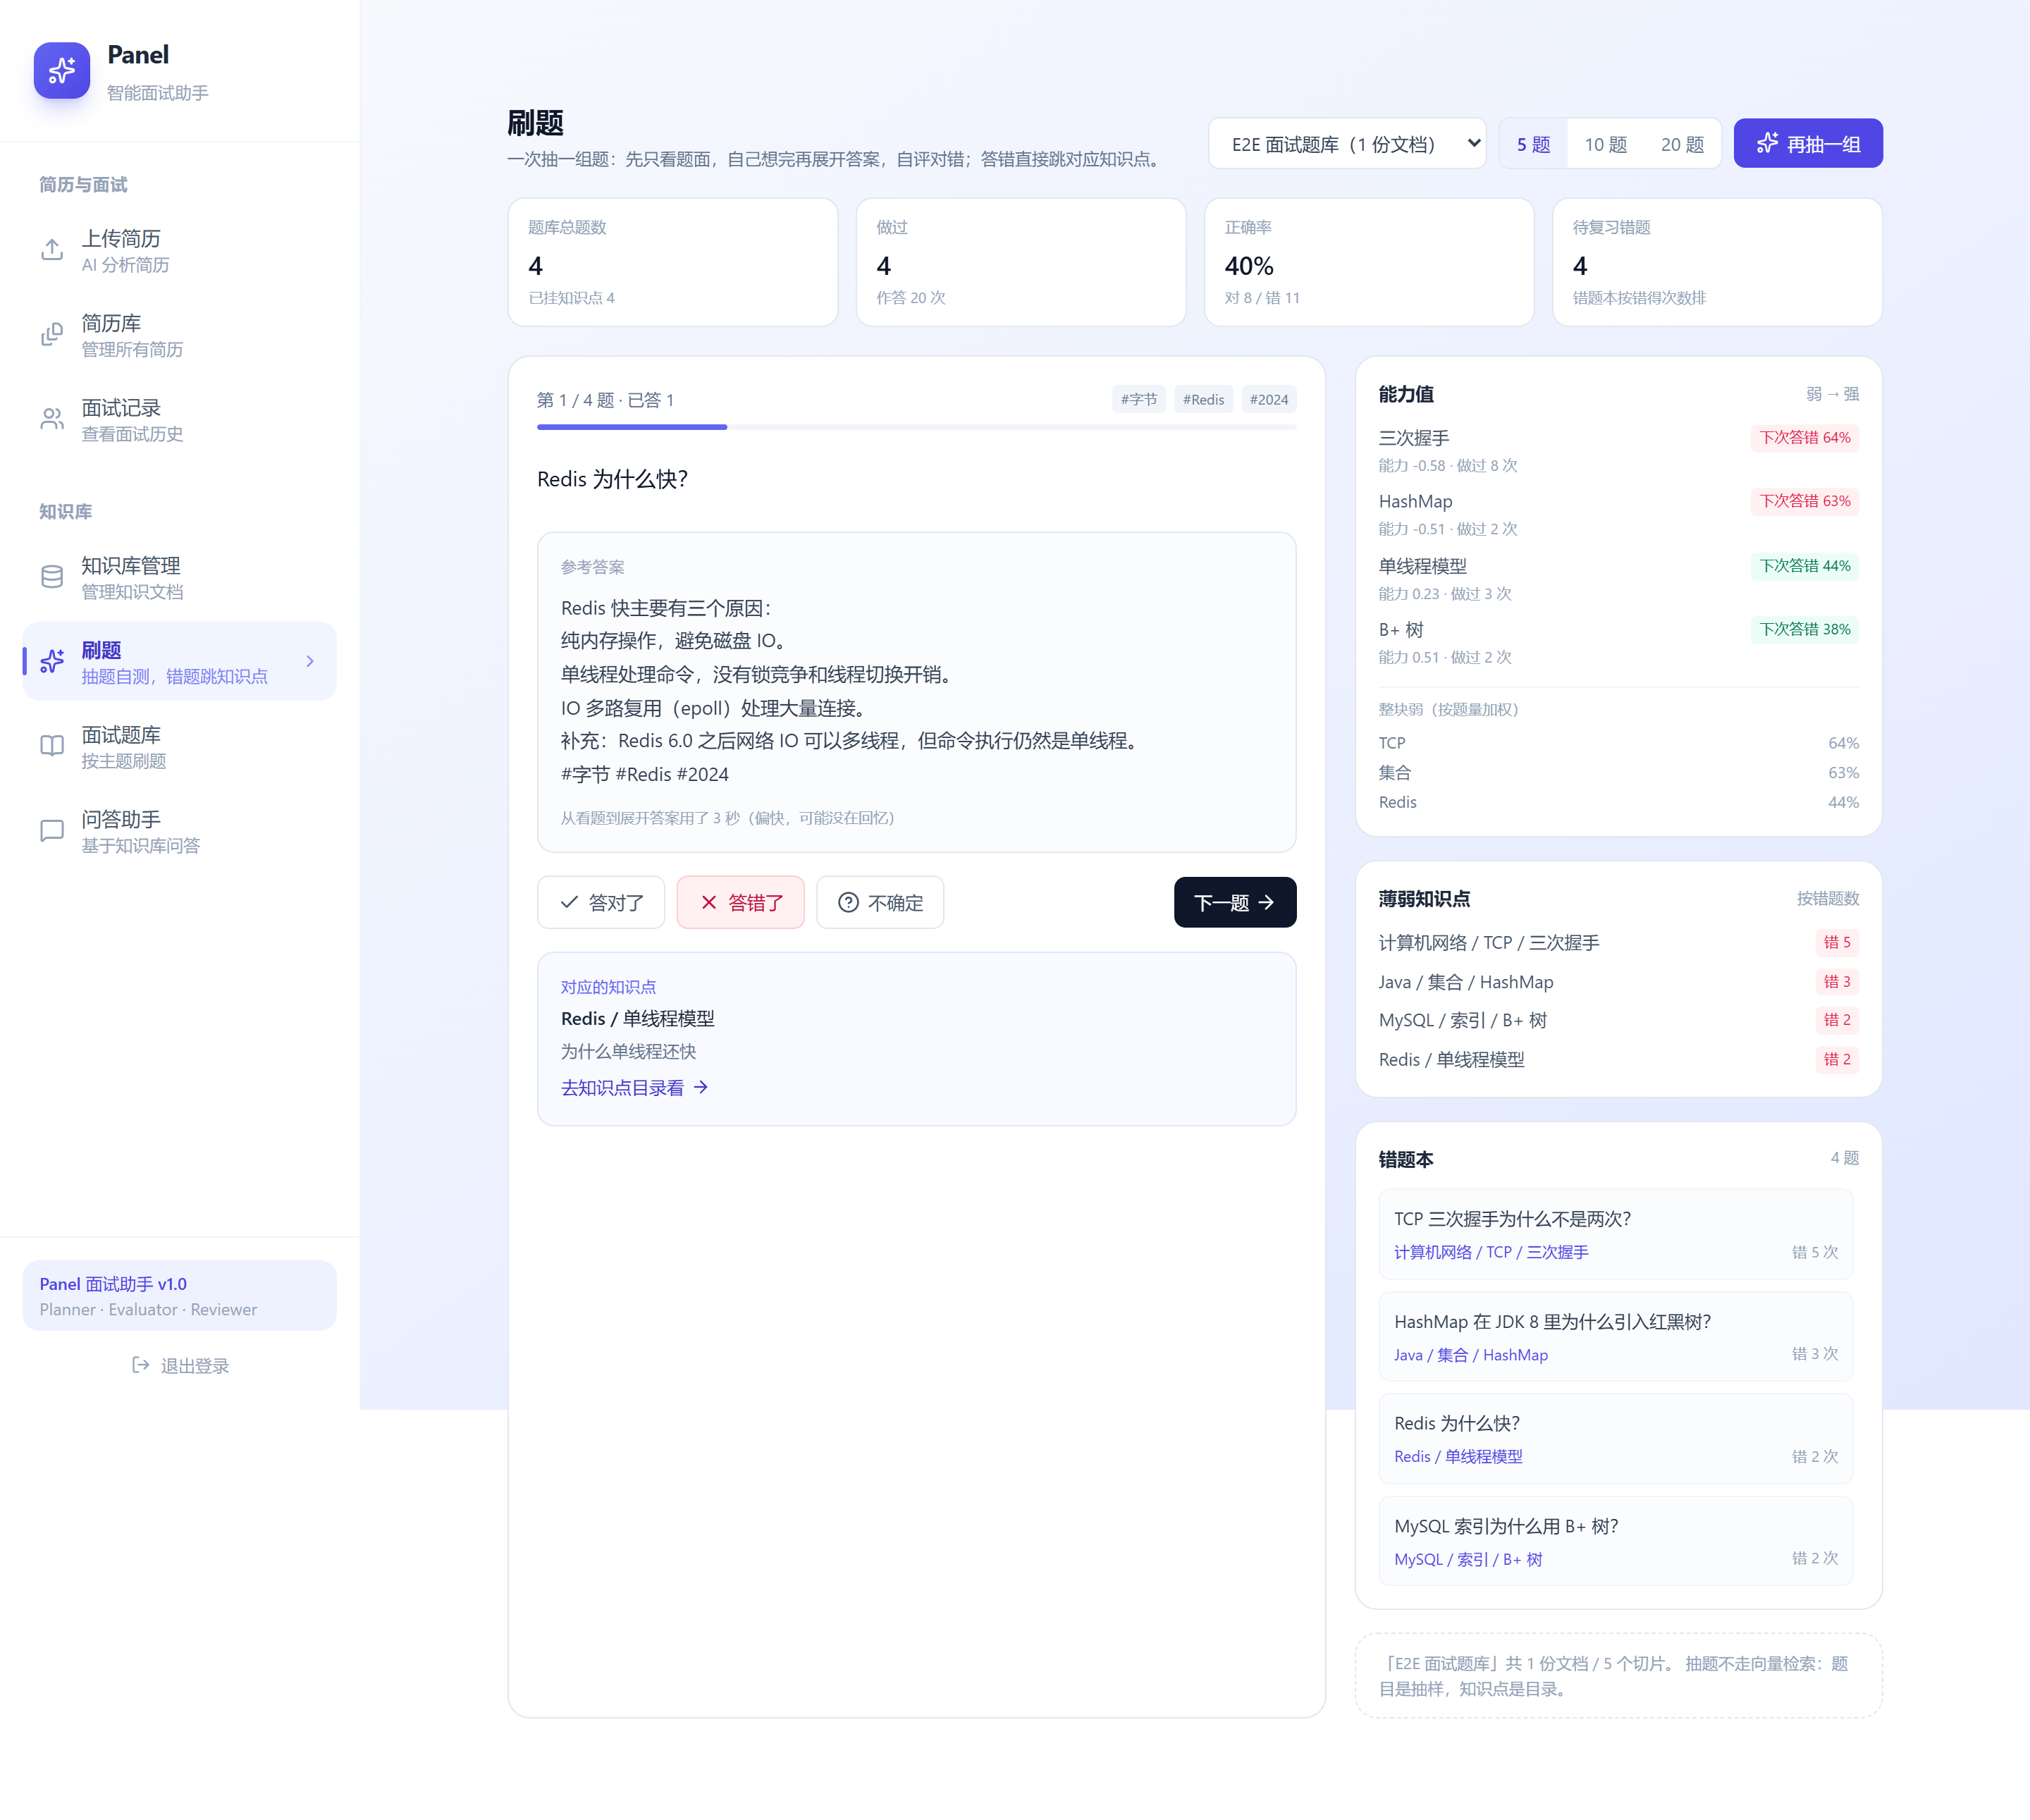 Panel
智能面试助手
简历与面试
上传简历
AI 分析简历
简历库
管理所有简历
面试记录
查看面试历史
知识库
知识库管理
管理知识文档
刷题
抽题自测，错题跳知识点
面试题库
按主题刷题
问答助手
基于知识库问答
Panel 面试助手 v1.0
Planner · Evaluator · Reviewer
退出登录
刷题
一次抽一组题：先只看题面，自己想完再展开答案，自评对错；答错直接跳对应知识点。
E2E 面试题库（1 份文档）
5 题
10 题
20 题
再抽一组
题库总题数
4
已挂知识点 4
做过
4
作答 20 次
正确率
40%
对 8 / 错 11
待复习错题
4
错题本按错得次数排
第 1 / 4 题 · 已答 1
#字节
#Redis
#2024
Redis 为什么快？
参考答案
Redis 快主要有三个原因：
纯内存操作，避免磁盘 IO。
单线程处理命令，没有锁竞争和线程切换开销。
IO 多路复用（epoll）处理大量连接。
补充：Redis 6.0 之后网络 IO 可以多线程，但命令执行仍然是单线程。
#字节 #Redis #2024
从看题到展开答案用了 3 秒（偏快，可能没在回忆）
答对了
答错了
不确定
下一题
对应的知识点
Redis / 单线程模型
为什么单线程还快
去知识点目录看
能力值
弱 → 强
三次握手
下次答错 64%
能力 -0.58 · 做过 8 次
HashMap
下次答错 63%
能力 -0.51 · 做过 2 次
单线程模型
下次答错 44%
能力 0.23 · 做过 3 次
B+ 树
下次答错 38%
能力 0.51 · 做过 2 次
整块弱（按题量加权）
TCP
64%
集合
63%
Redis
44%
薄弱知识点
按错题数
计算机网络 / TCP / 三次握手
错 5
Java / 集合 / HashMap
错 3
MySQL / 索引 / B+ 树
错 2
Redis / 单线程模型
错 2
错题本
4 题
TCP 三次握手为什么不是两次？
计算机网络 / TCP / 三次握手
错 5 次
HashMap 在 JDK 8 里为什么引入红黑树？
Java / 集合 / HashMap
错 3 次
Redis 为什么快？
Redis / 单线程模型
错 2 次
MySQL 索引为什么用 B+ 树？
MySQL / 索引 / B+ 树
错 2 次
「E2E 面试题库」共 1 份文档 / 5 个切片。 抽题不走向量检索：题
目是抽样，知识点是目录。